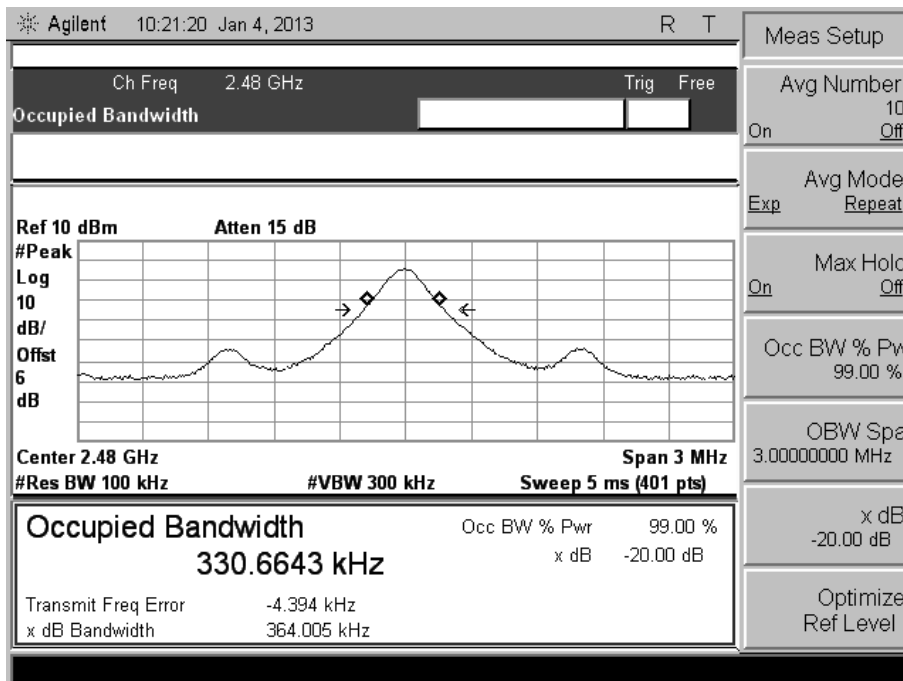 Agilent 10:21:20 Jan 4, 2013 R T
Ch Freq 2.48 GHz Trig Free
Occupied Bandwidth
Ref 10 dBm Atten 15 dB
#Peak
Log
10
dB/
Offst
6
dB
Center 2.48 GHz Span 3 MHz
#Res BW 100 kHz #VBW 300 kHz Sweep 5 ms (401 pts)
Occupied Bandwidth
330.6643 kHz
Occ BW % Pwr 99.00 %
x dB -20.00 dB
Transmit Freq Error -4.394 kHz
x dB Bandwidth 364.005 kHz
Meas Setup
Avg Number
10
On Off
Avg Mode
Exp Repeat
Max Hold
On Off
Occ BW % Pw
99.00 %
OBW Spa
3.00000000 MHz
x dB
-20.00 dB
Optimize
Ref Level